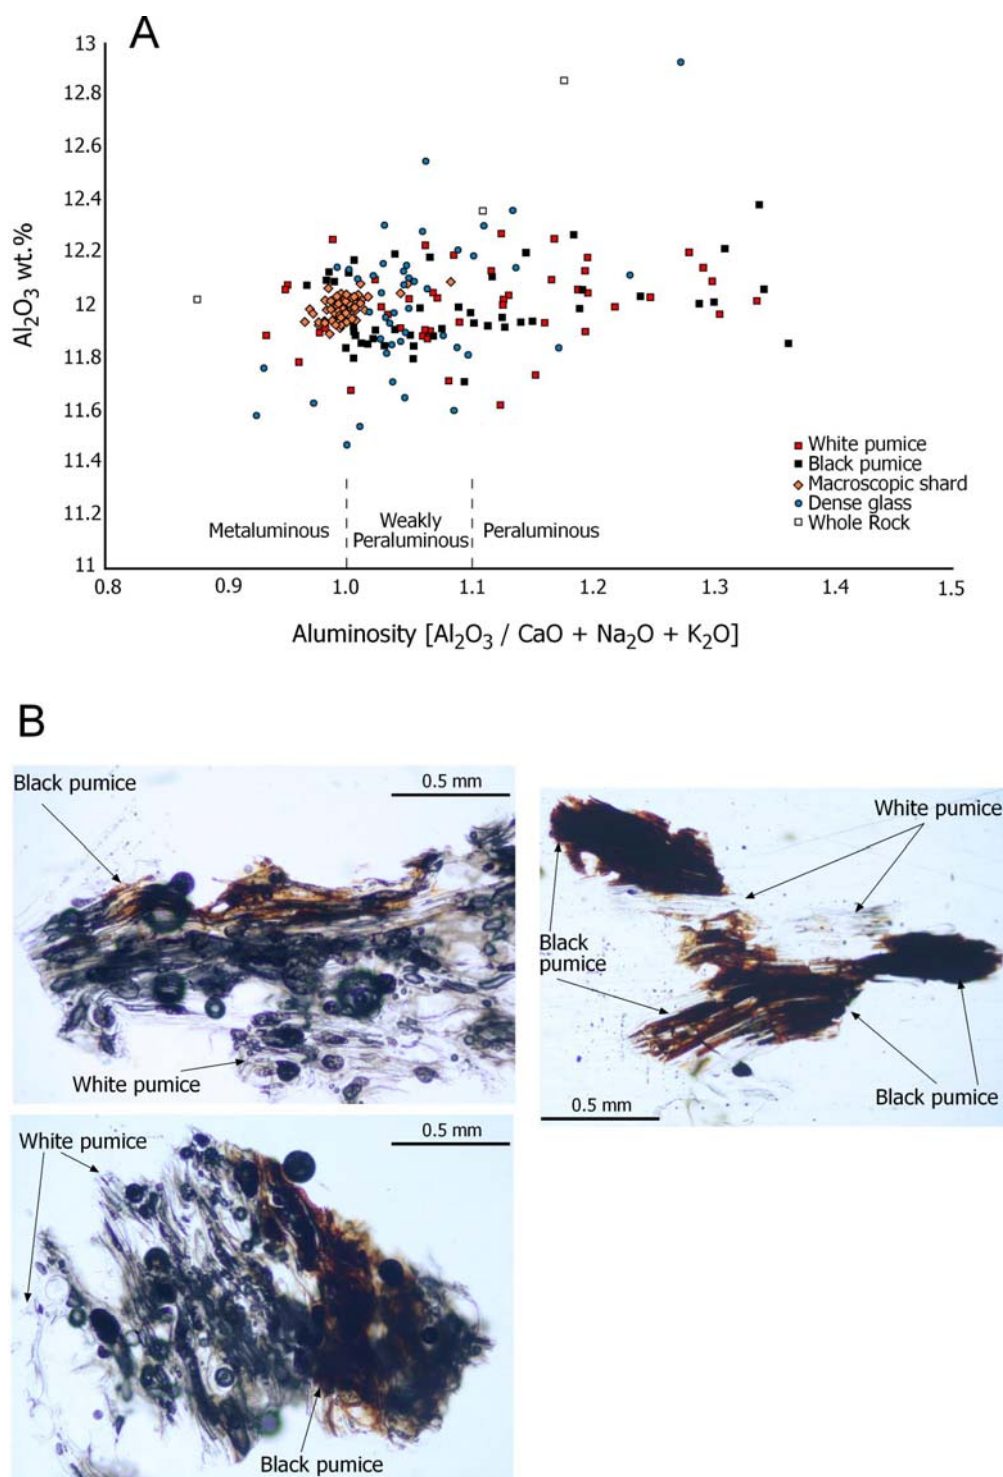 A
13
12.8
12.6
12.4
12.2
12
11.8
11.6
11.4
11.2
11
Al₂O₃ wt.%
White pumice
Black pumice
Macroscopic shard
Dense glass
Whole Rock
Metaluminous
Weakly
Peraluminous
Peraluminous
0.8
0.9
1.0
1.1
1.2
1.3
1.4
1.5
Aluminosity [Al₂O₃ / CaO + Na₂O + K₂O]
B
Black pumice
0.5 mm
White pumice
White pumice
Black pumice
Black pumice
0.5 mm
White pumice
0.5 mm
Black pumice